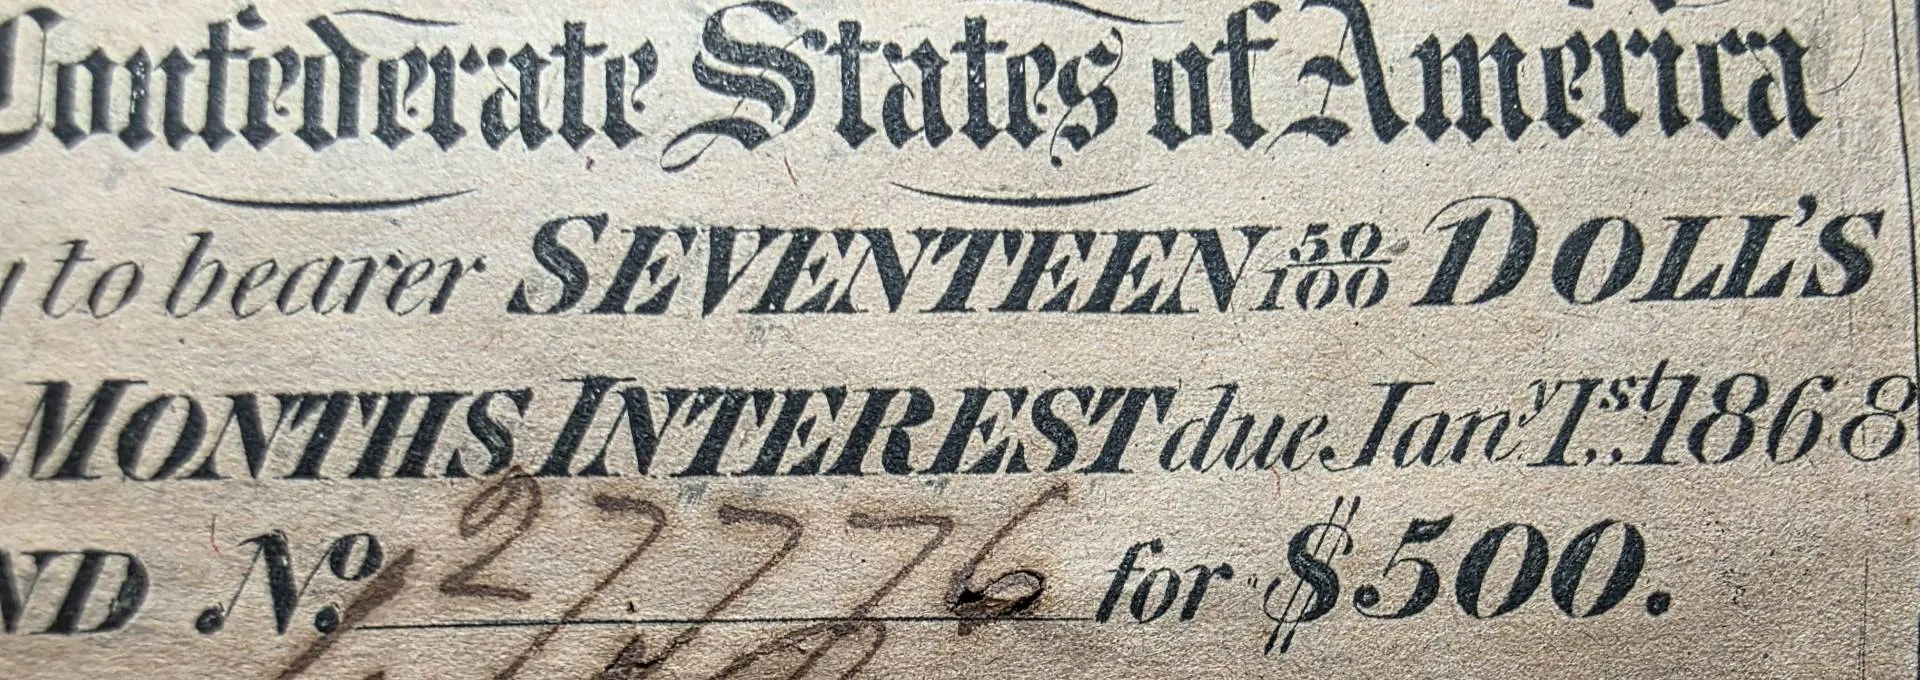 Confederate States of America
y to bearer SEVENTEEN 50/100 DOLL'S
MONTHS INTEREST due Jany 1st, 1868
ND No. 27776 for $500.